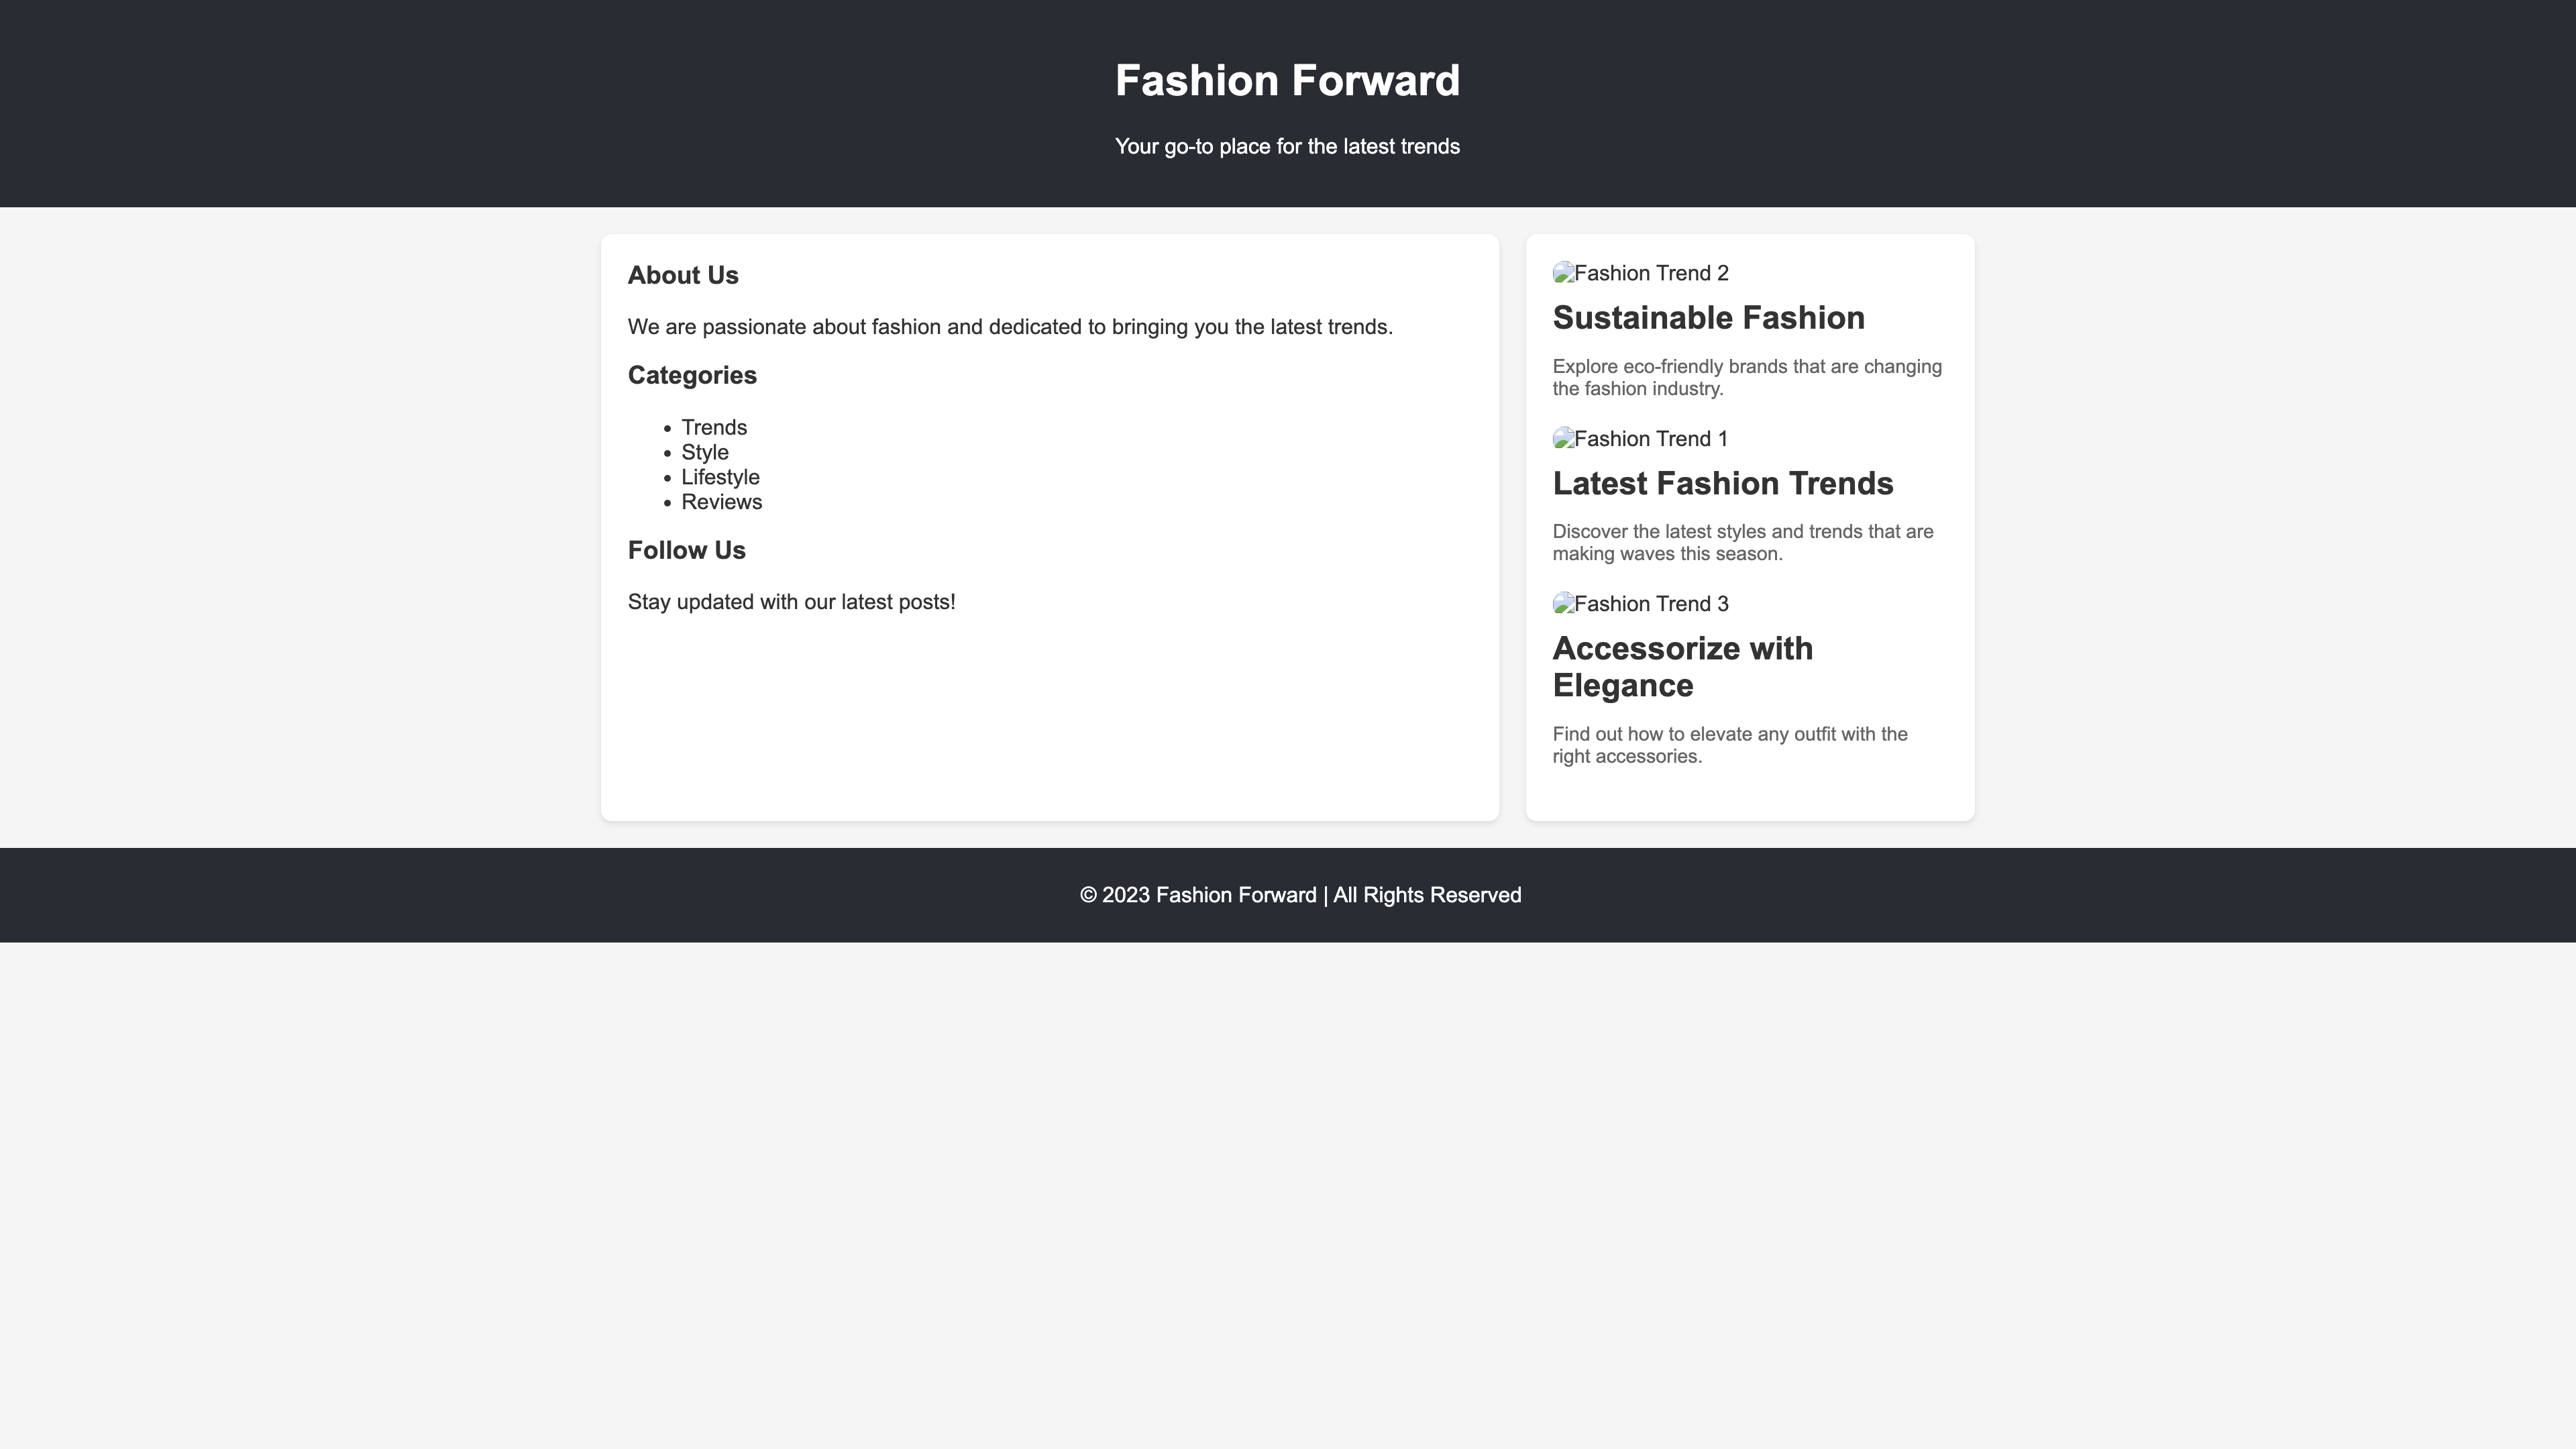 Fashion Forward
Your go-to place for the latest trends
About Us
We are passionate about fashion and dedicated to bringing you the latest trends.
Categories
• Trends
• Style
• Lifestyle
• Reviews
Follow Us
Stay updated with our latest posts!
Fashion Trend 2
Sustainable Fashion
Explore eco-friendly brands that are changing
the fashion industry.
Fashion Trend 1
Latest Fashion Trends
Discover the latest styles and trends that are
making waves this season.
Fashion Trend 3
Accessorize with
Elegance
Find out how to elevate any outfit with the
right accessories.
© 2023 Fashion Forward | All Rights Reserved